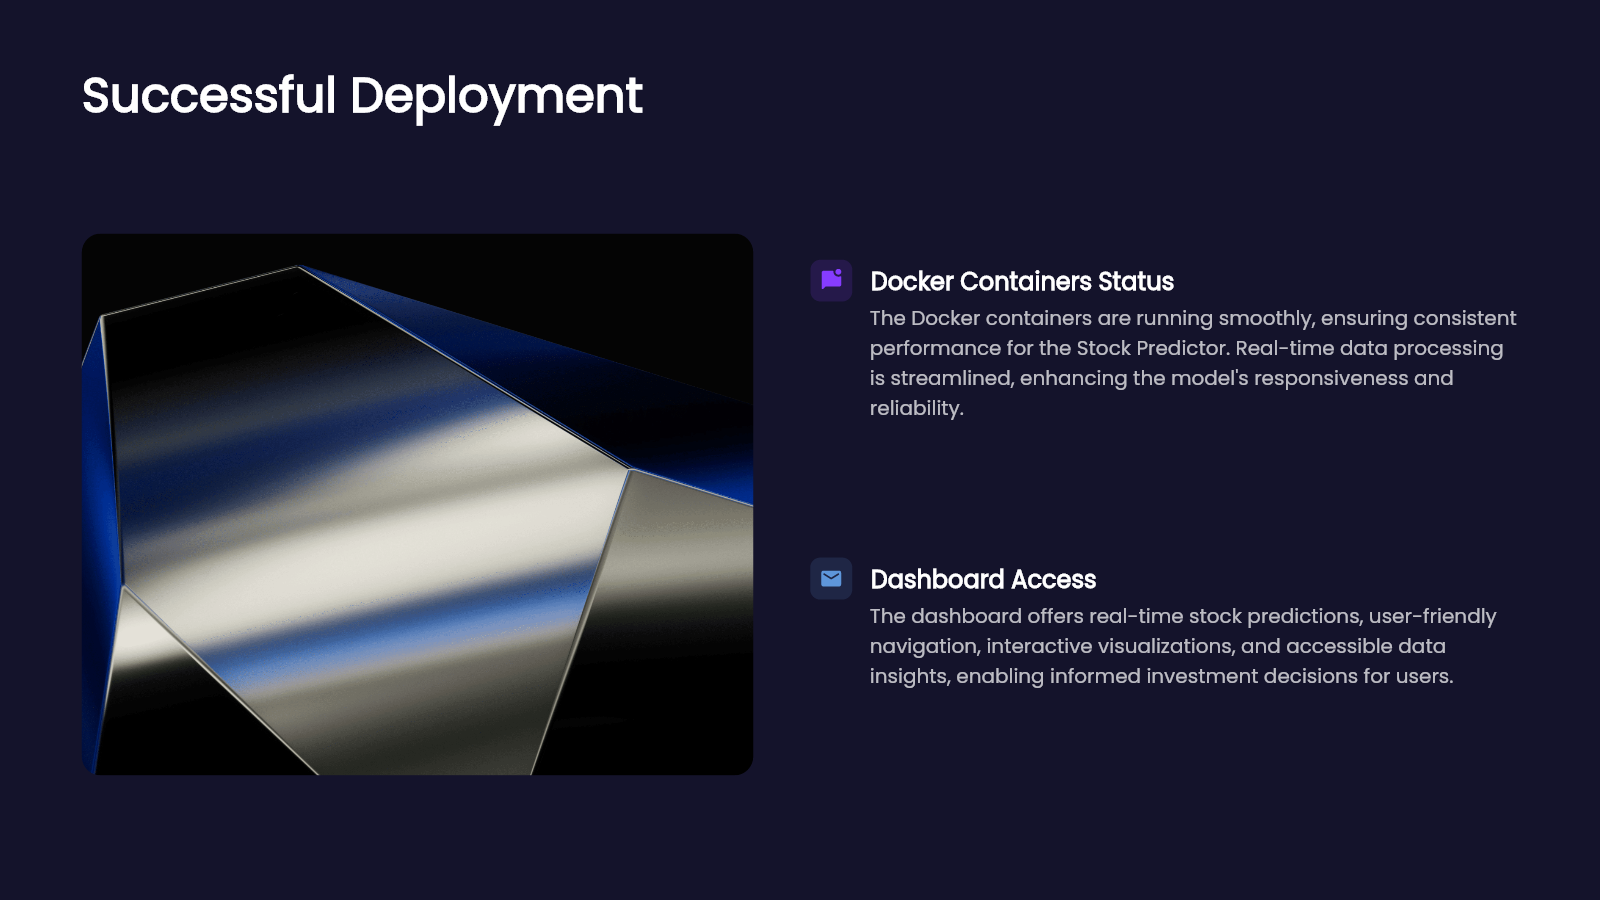 Successful Deployment
Docker Containers Status
The Docker containers are running smoothly, ensuring consistent
performance for the Stock Predictor. Real-time data processing
is streamlined, enhancing the model's responsiveness and
reliability.
Dashboard Access
The dashboard offers real-time stock predictions, user-friendly
navigation, interactive visualizations, and accessible data
insights, enabling informed investment decisions for users.